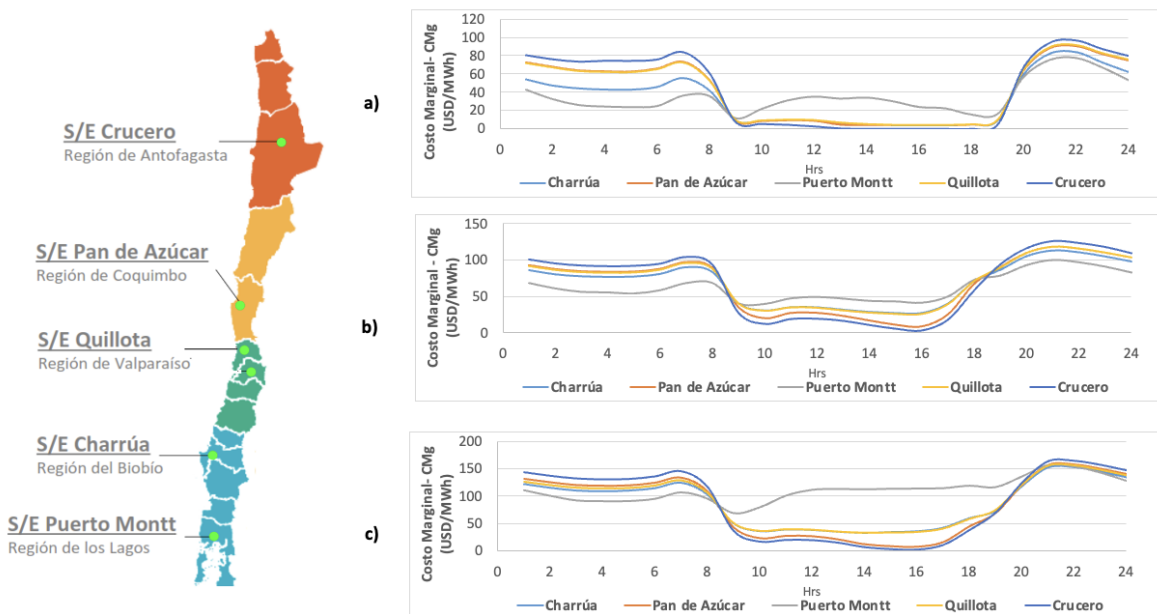 S/E Crucero
Región de Antofagasta
S/E Pan de Azúcar
Región de Coquimbo
S/E Quillota
Región de Valparaíso
S/E Charrúa
Región del Biobío
S/E Puerto Montt
Región de los Lagos
a)
Costo Marginal- CMg
(USD/MWh)
120
100
80
60
40
20
0
0 2 4 6 8 10 12 14 16 18 20 22 24
Hrs
Charrúa Pan de Azúcar Puerto Montt Quillota Crucero
b)
Costo Marginal - CMg
(USD/MWh)
150
100
50
0
0 2 4 6 8 10 12 14 16 18 20 22 24
Hrs
Charrúa Pan de Azúcar Puerto Montt Quillota Crucero
c)
Costo Marginal- CMg
(USD/MWh)
200
150
100
50
0
0 2 4 6 8 10 12 14 16 18 20 22 24
Hrs
Charrúa Pan de Azúcar Puerto Montt Quillota Crucero